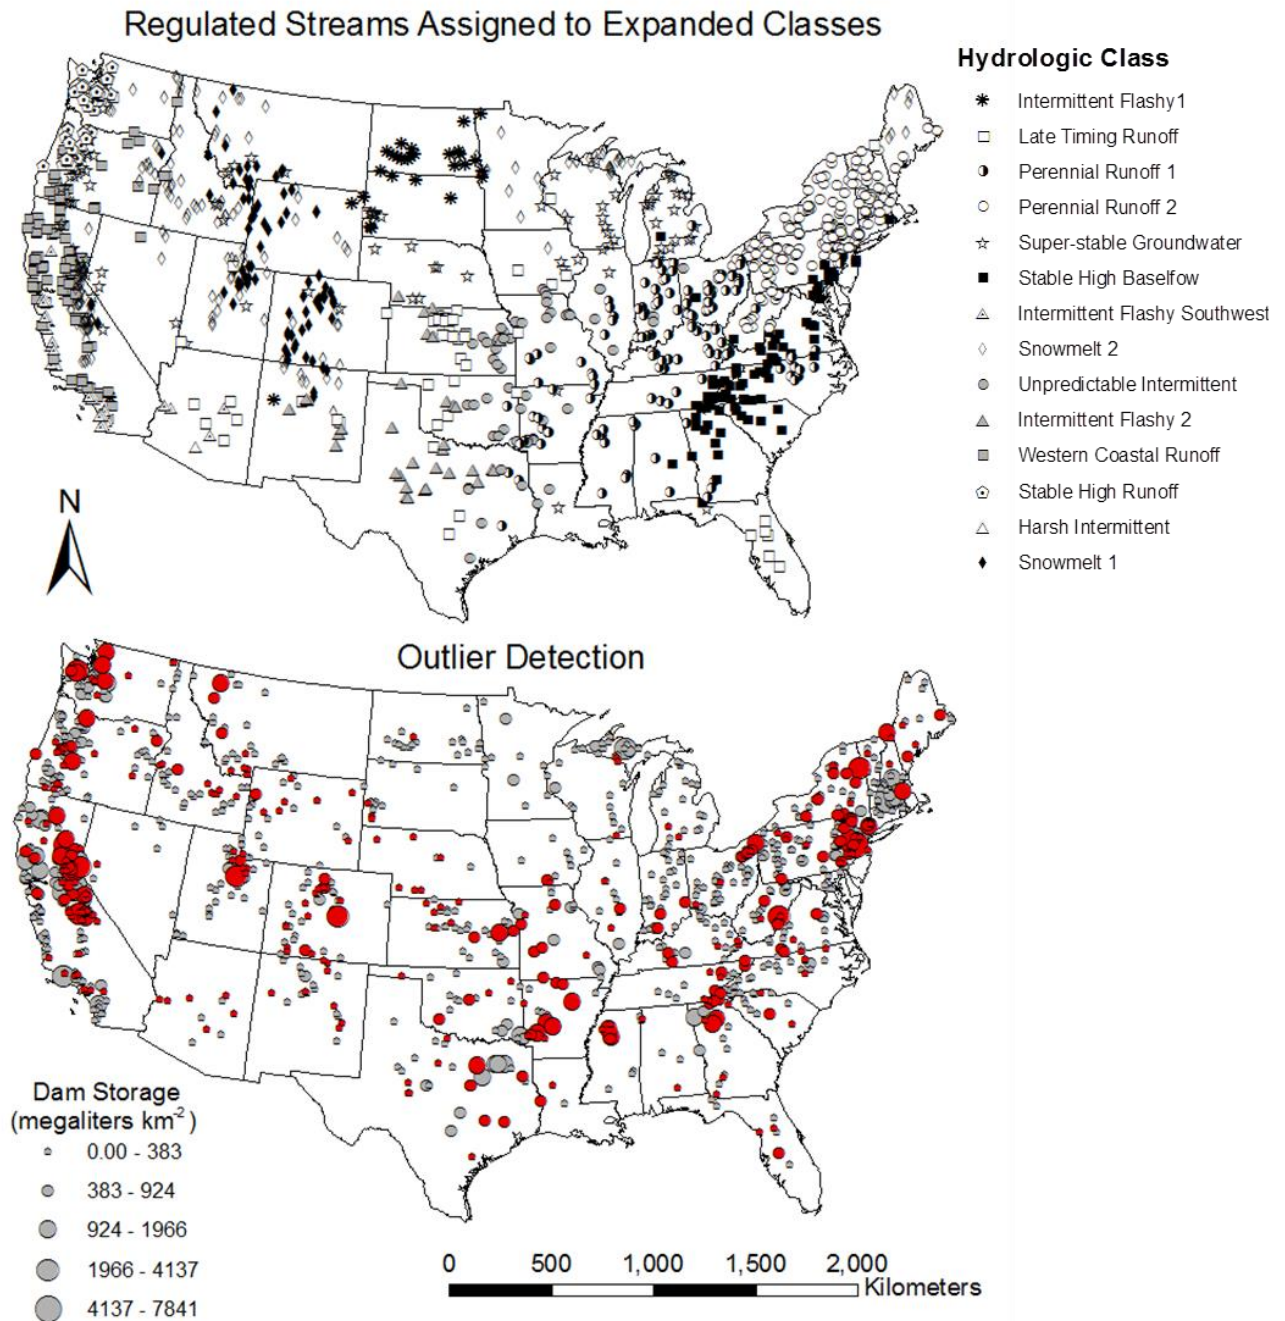 Regulated Streams Assigned to Expanded Classes
Hydrologic Class
Intermittent Flashy1
Late Timing Runoff
Perennial Runoff 1
Perennial Runoff 2
Super-stable Groundwater
Stable High Baselfow
Intermittent Flashy Southwest
Snowmelt 2
Unpredictable Intermittent
Intermittent Flashy 2
Western Coastal Runoff
Stable High Runoff
Harsh Intermittent
Snowmelt 1
N
Outlier Detection
Dam Storage
(megaliters km⁻²)
0.00 - 383
383 - 924
924 - 1966
1966 - 4137
4137 - 7841
0 500 1,000 1,500 2,000
Kilometers